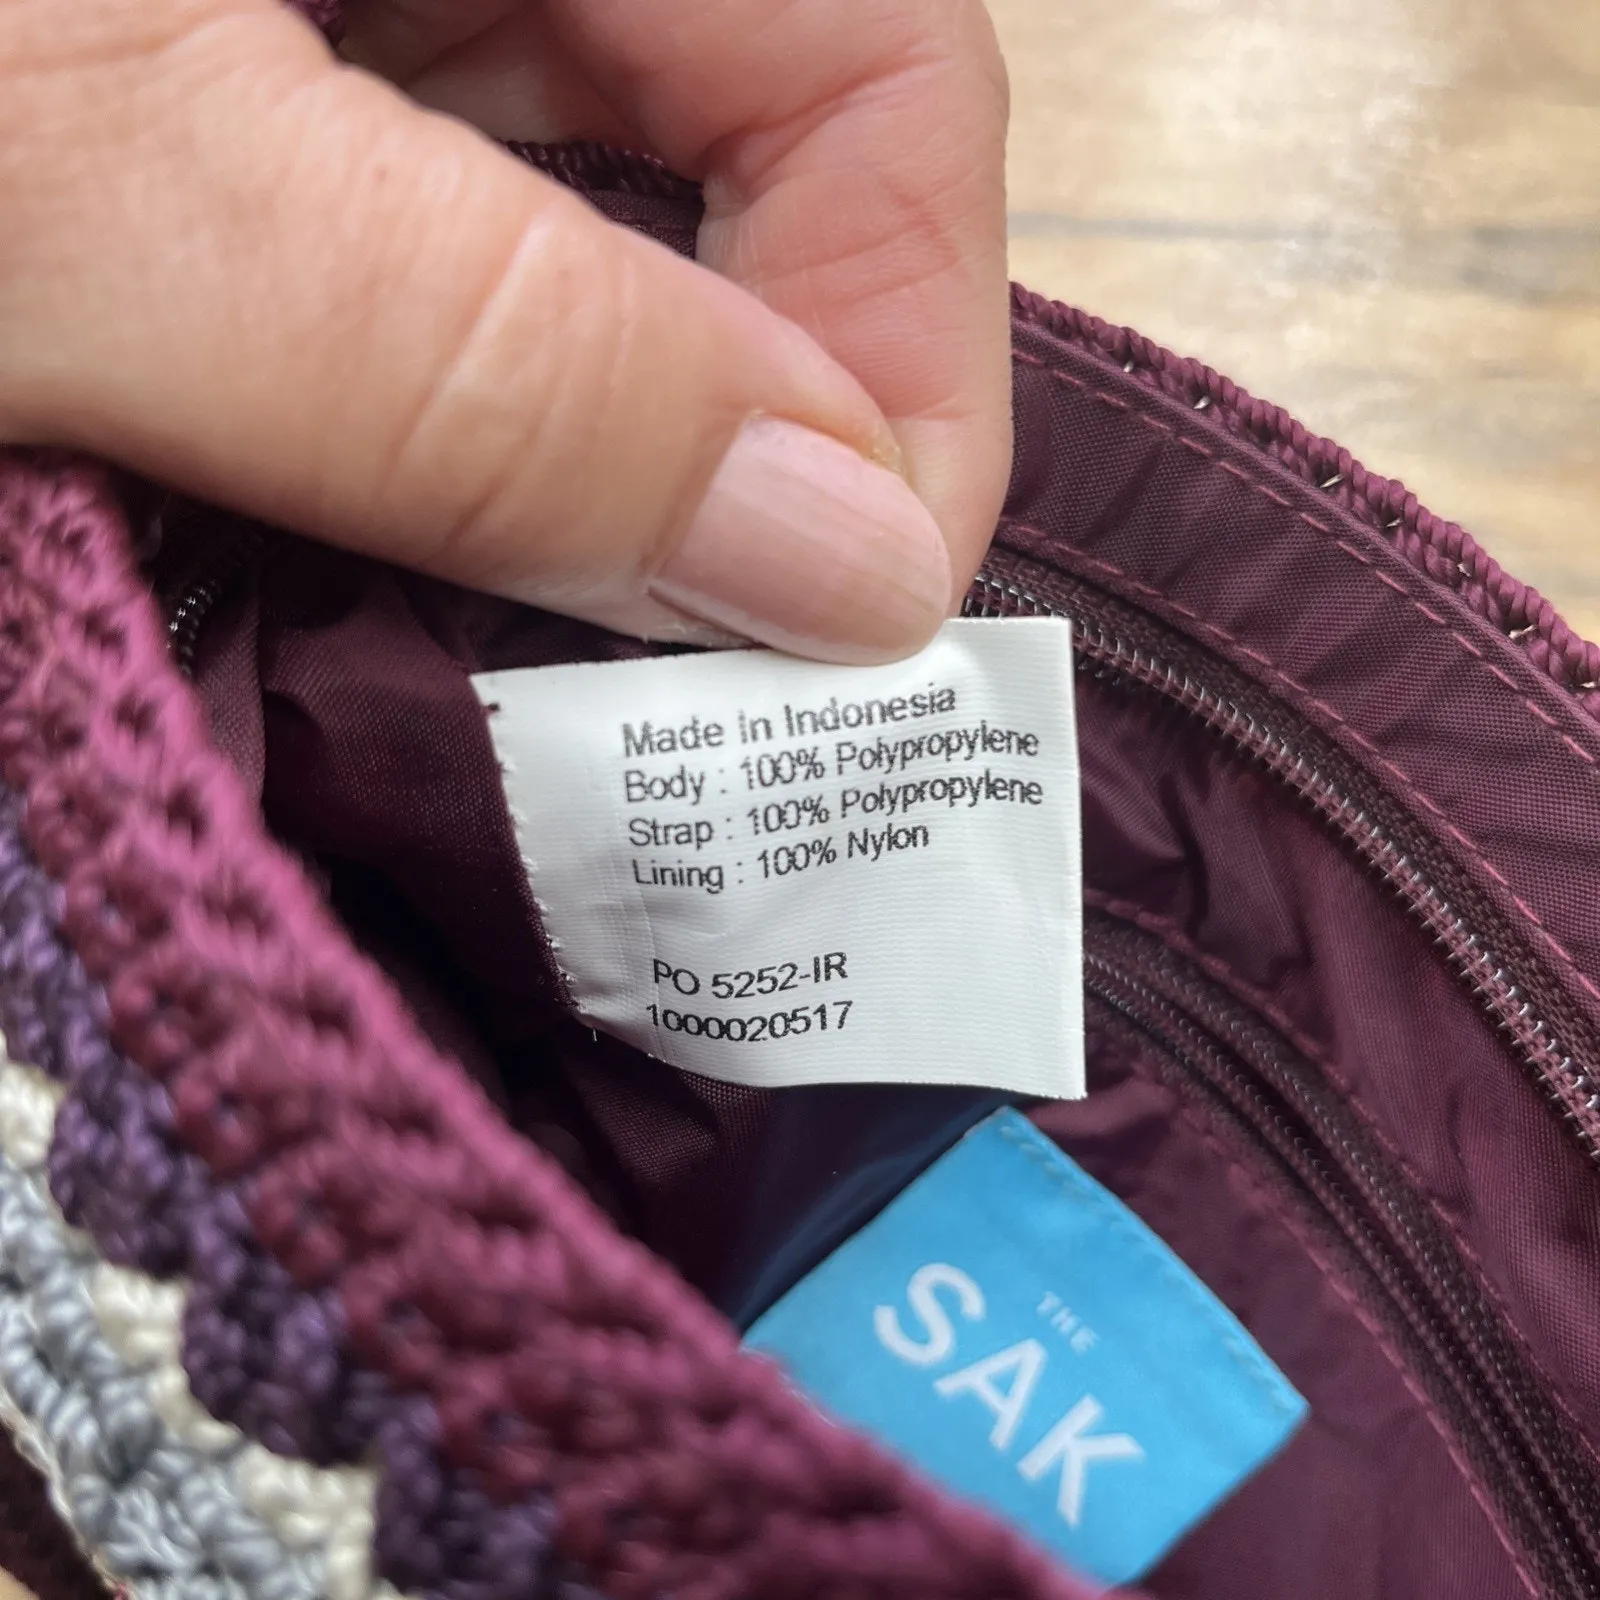 Made in Indonesia
Body : 100% Polypropylene
Strap : 100% Polypropylene
Lining : 100% Nylon
PO 5252-IR
1000020517
THE
SAK